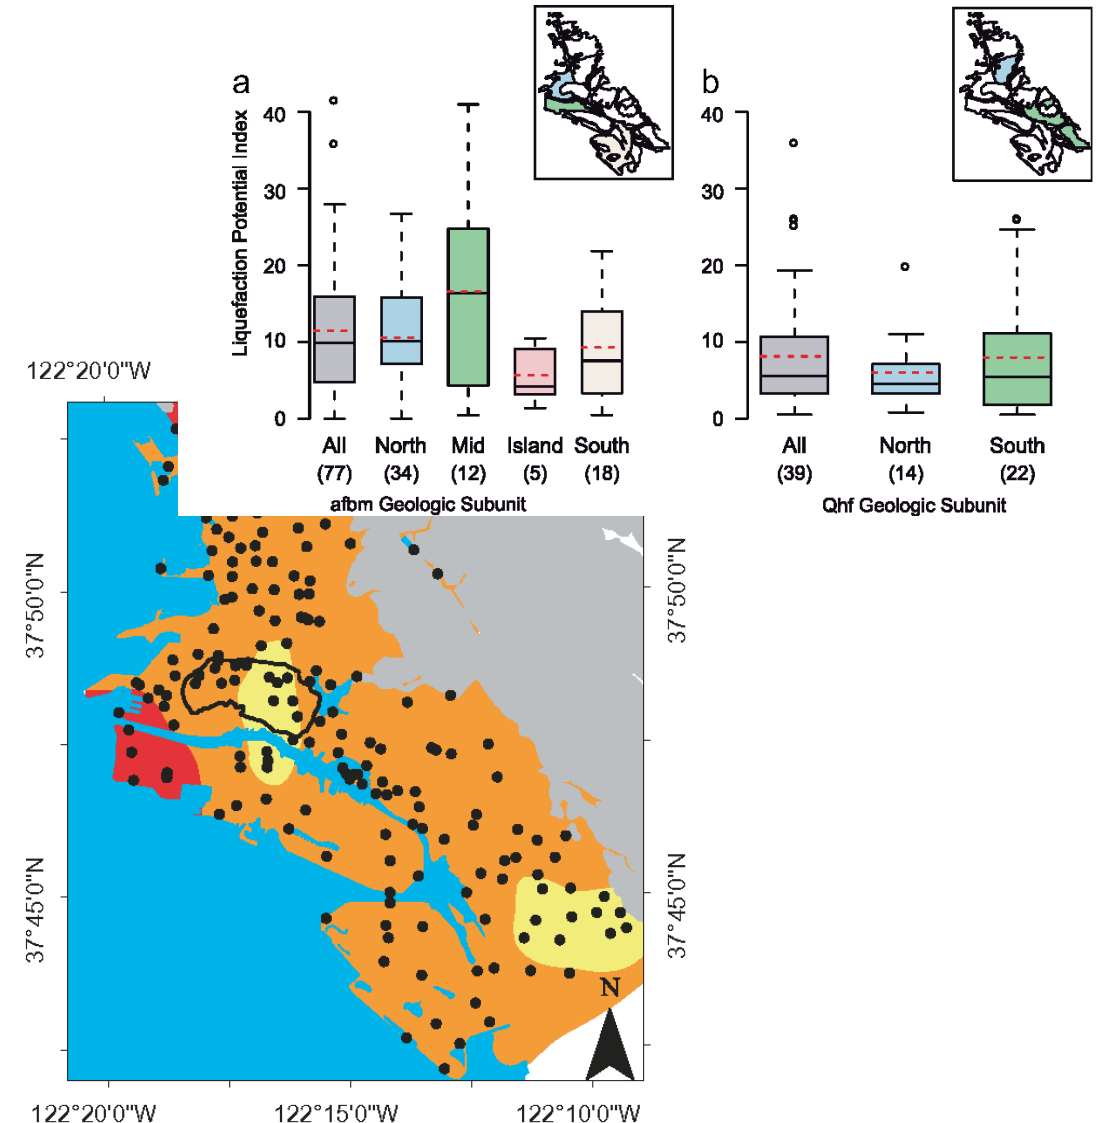 a
b
Liquefaction Potential Index
40
30
20
10
0
All
North
Mid
Island
South
(77)
(34)
(12)
(5)
(18)
afbm Geologic Subunit
40
30
20
10
0
All
North
South
(39)
(14)
(22)
Qhf Geologic Subunit
122°20'0"W
37°50'0"N
37°50'0"N
37°45'0"N
37°45'0"N
N
122°20'0"W
122°15'0"W
122°10'0"W